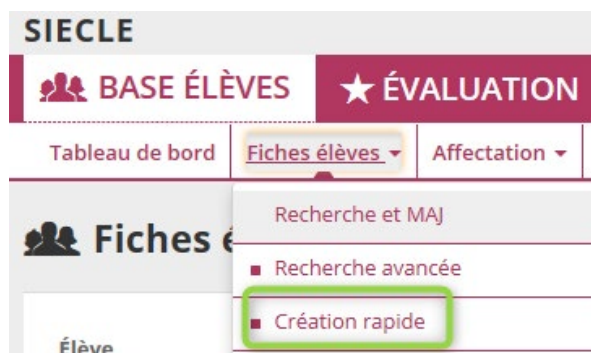 SIECLE
BASE ÉLÈVES ÉVALUATION
Tableau de bord Fiches élèves Affectation
Recherche et MAJ
Fiches é
Recherche avancée
Création rapide
Élève